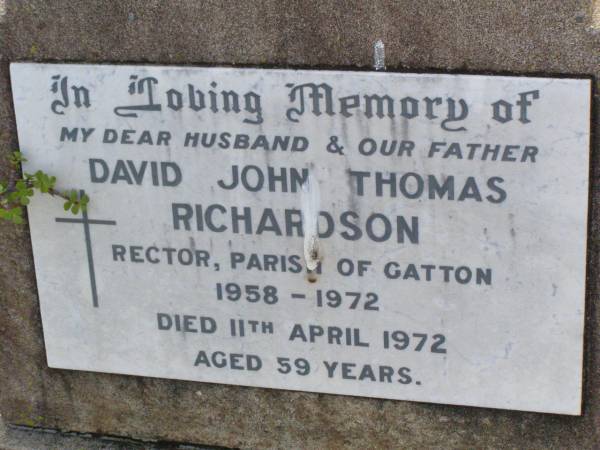 In Loving Memory of
MY DEAR HUSBAND & OUR FATHER
DAVID JOHN THOMAS
RICHARDSON
RECTOR, PARISH OF GATTON
1958 - 1972
DIED 11TH APRIL 1972
AGED 59 YEARS.